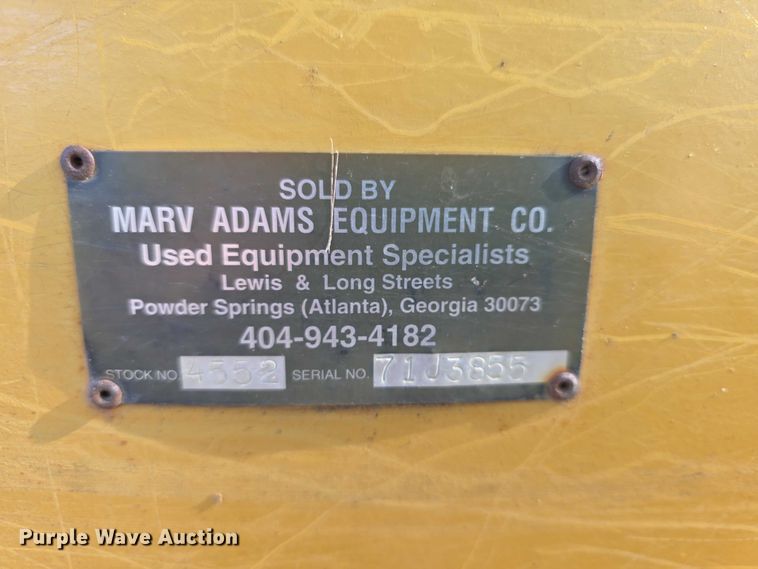 SOLD BY
MARV ADAMS EQUIPMENT CO.
Used Equipment Specialists
Lewis & Long Streets
Powder Springs (Atlanta), Georgia 30073
404-943-4182
STOCK NO. 4552 SERIAL NO. 71J3855
Purple Wave Auction